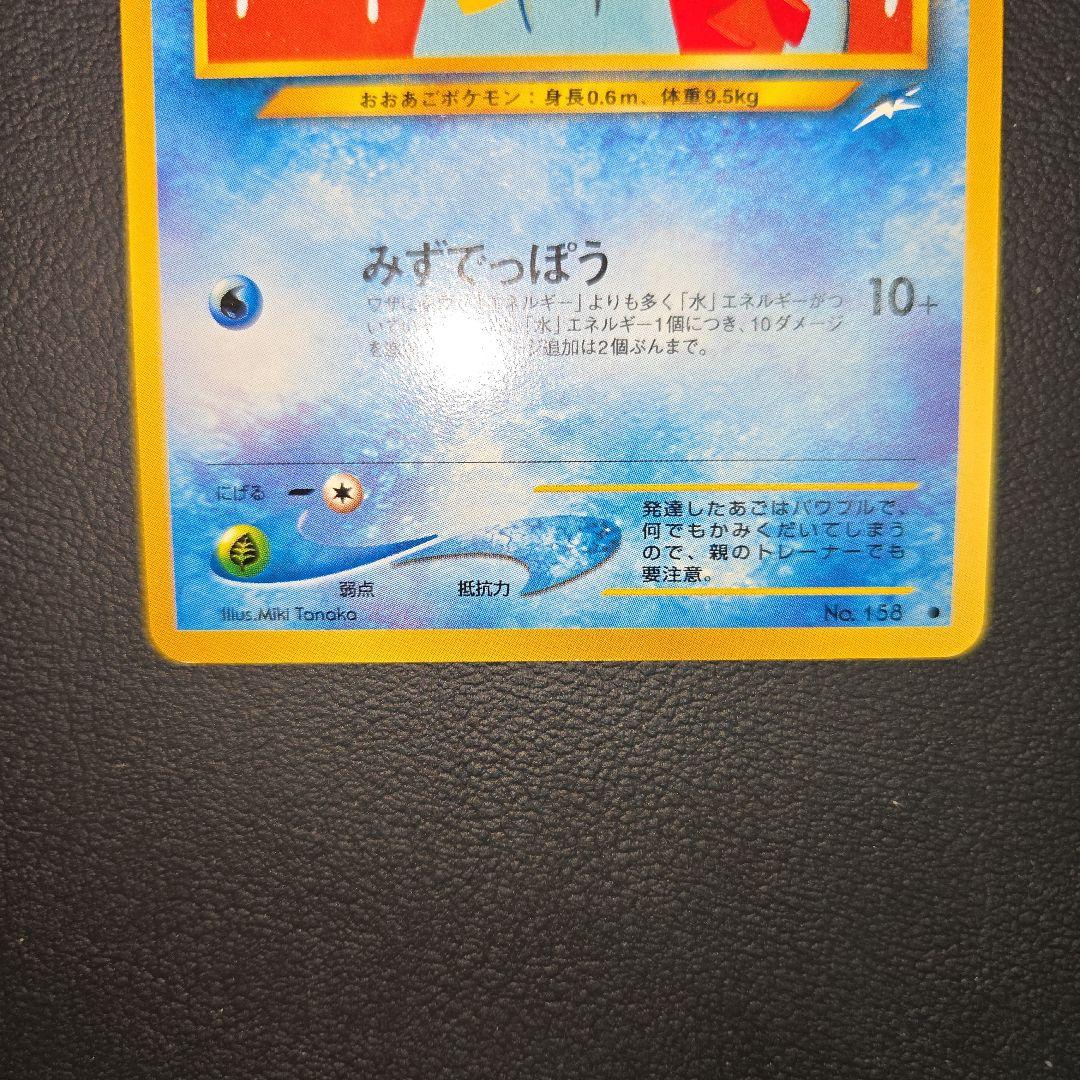 おおあごポケモン：身長0.6m、体重9.5kg
みずでっぽう
10+
エネルギー」よりも多く「水」エネルギーがつ
「水」エネルギー1個につき、10ダメージ
追加は2個ぶんまで。
にげる
発達したあごはパワフルで、
何でもかみくだいてしまう
ので、親のトレーナーでも
要注意。
弱点
抵抗力
Illus.Miki Tanaka
No. 158